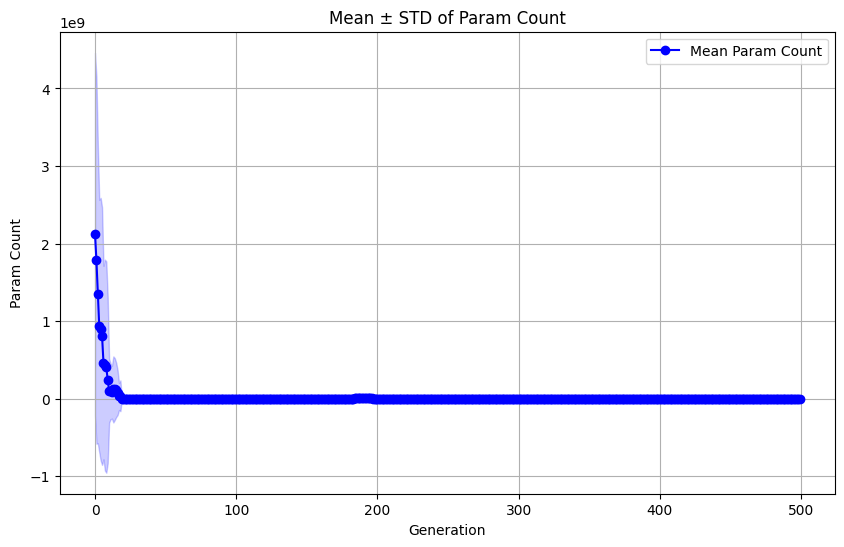 Mean ± STD of Param Count
1e9
Mean Param Count
4
3
2
1
0
−1
Param Count
0 100 200 300 400 500
Generation